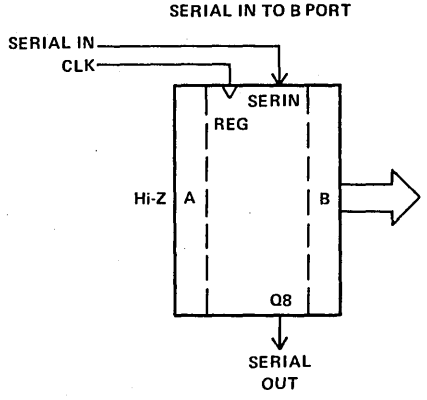 SERIAL IN TO B PORT
SERIAL IN
CLK
SERIN
REG
Hi-Z
A
B
Q8
SERIAL
OUT